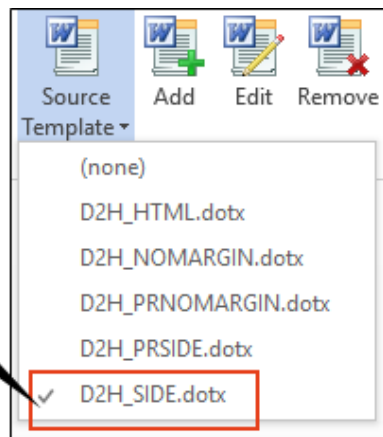 Source Add Edit Remove
Template
(none)
D2H_HTML.dotx
D2H_NOMARGIN.dotx
D2H_PRNOMARGIN.dotx
D2H_PRSIDE.dotx
D2H_SIDE.dotx